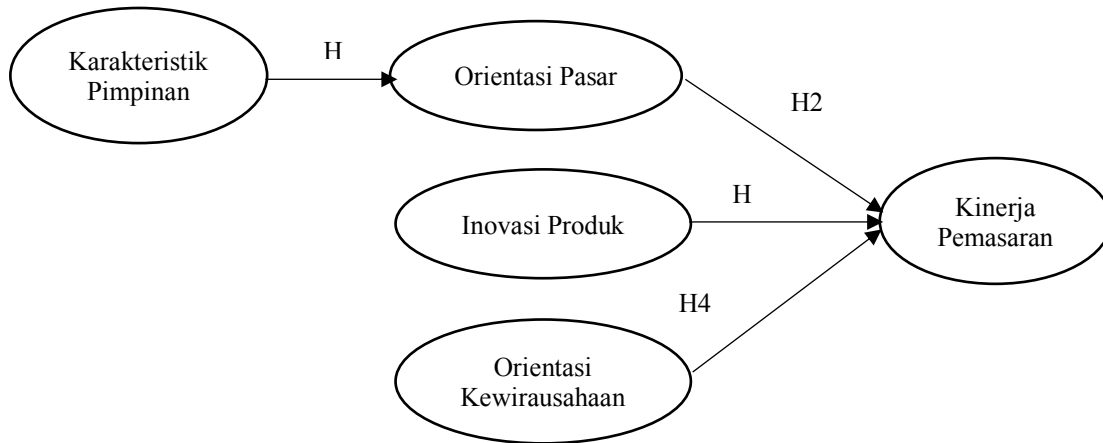 H
Karakteristik
Pimpinan
Orientasi Pasar
H2
H
Inovasi Produk
Kinerja
Pemasaran
H4
Orientasi
Kewirausahaan